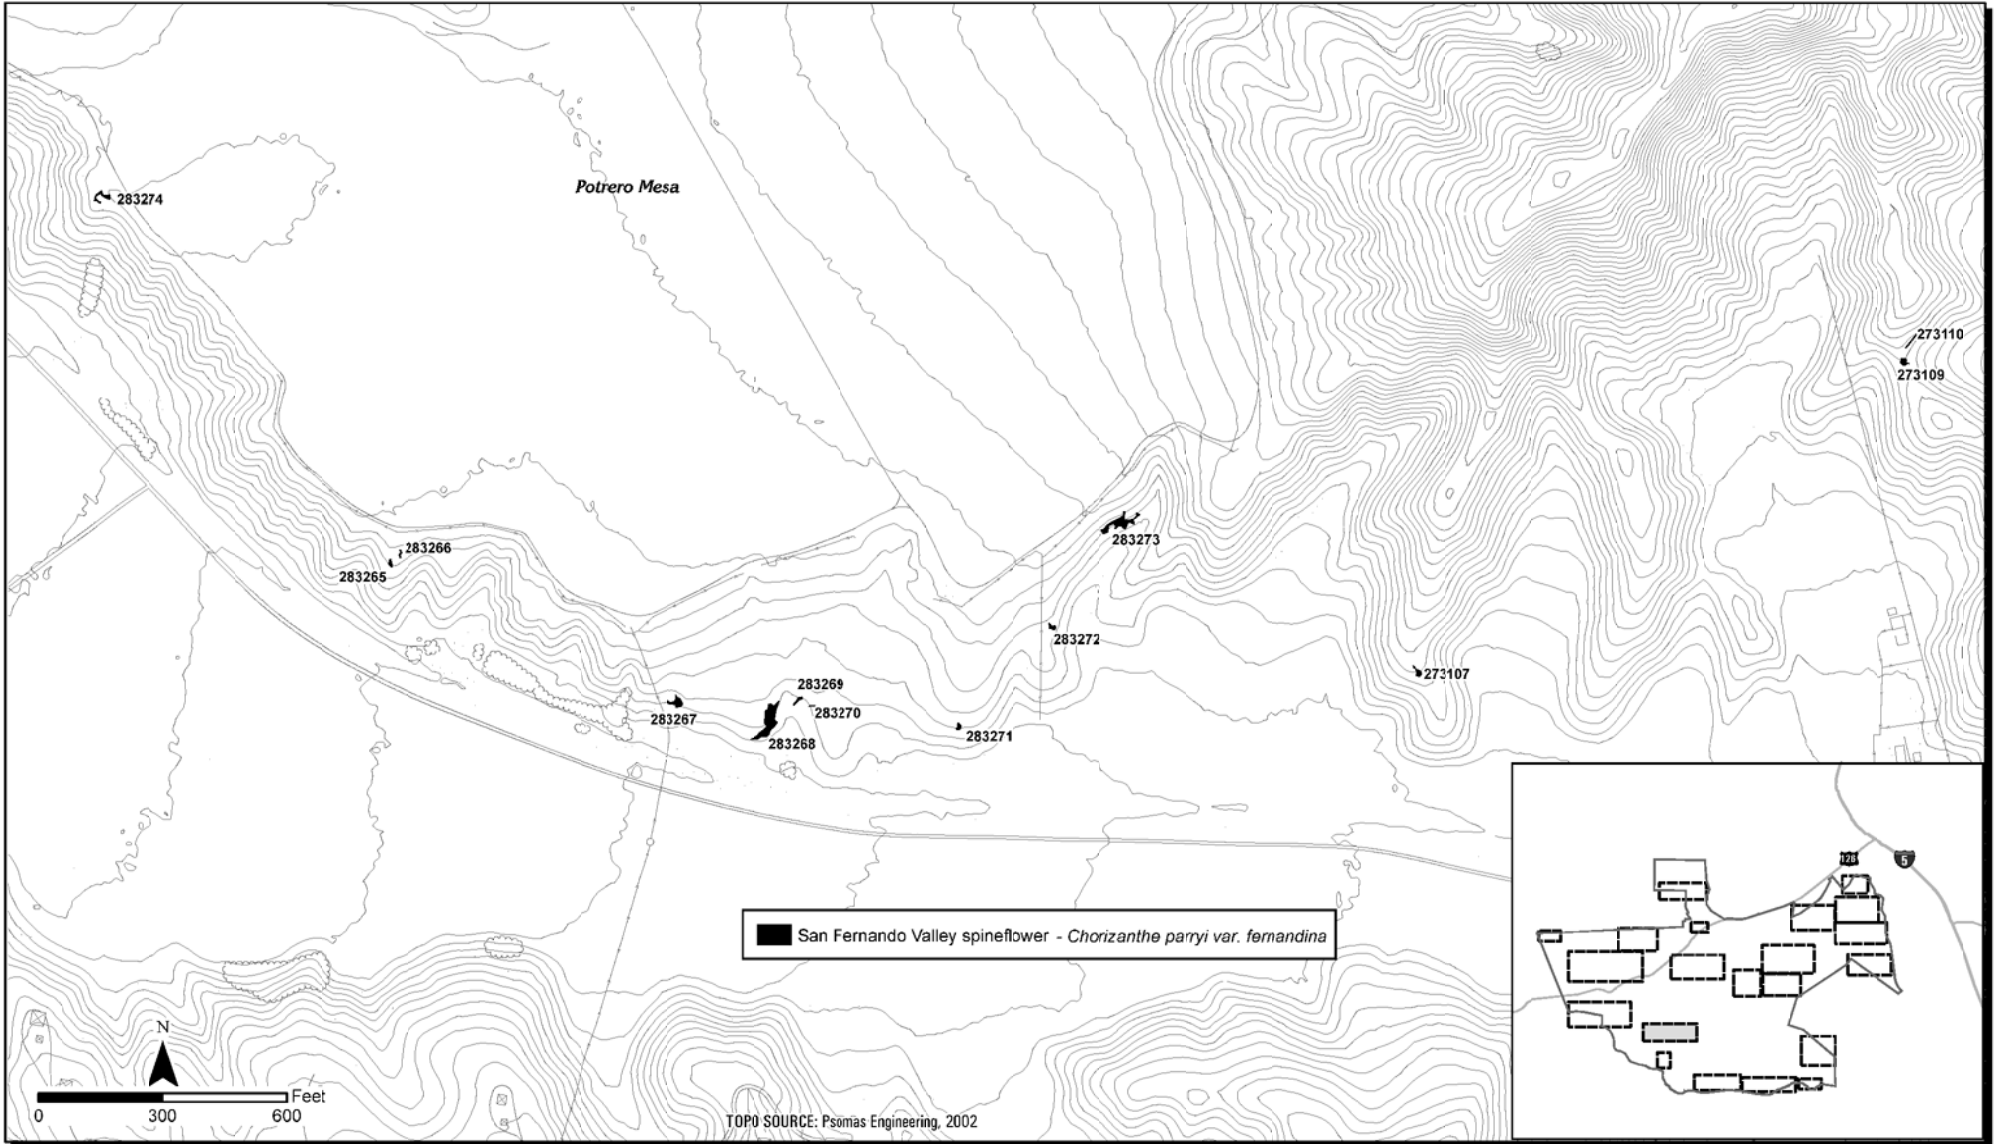 Potrero Mesa
283274
273110
273109
283266
283265
283273
283272
273107
283269
283267
283270
283268
283271
126
5
San Fernando Valley spineflower - Chorizanthe parryi var. fernandina
N
Feet
0 300 600
TOPO SOURCE: Psomas Engineering, 2002